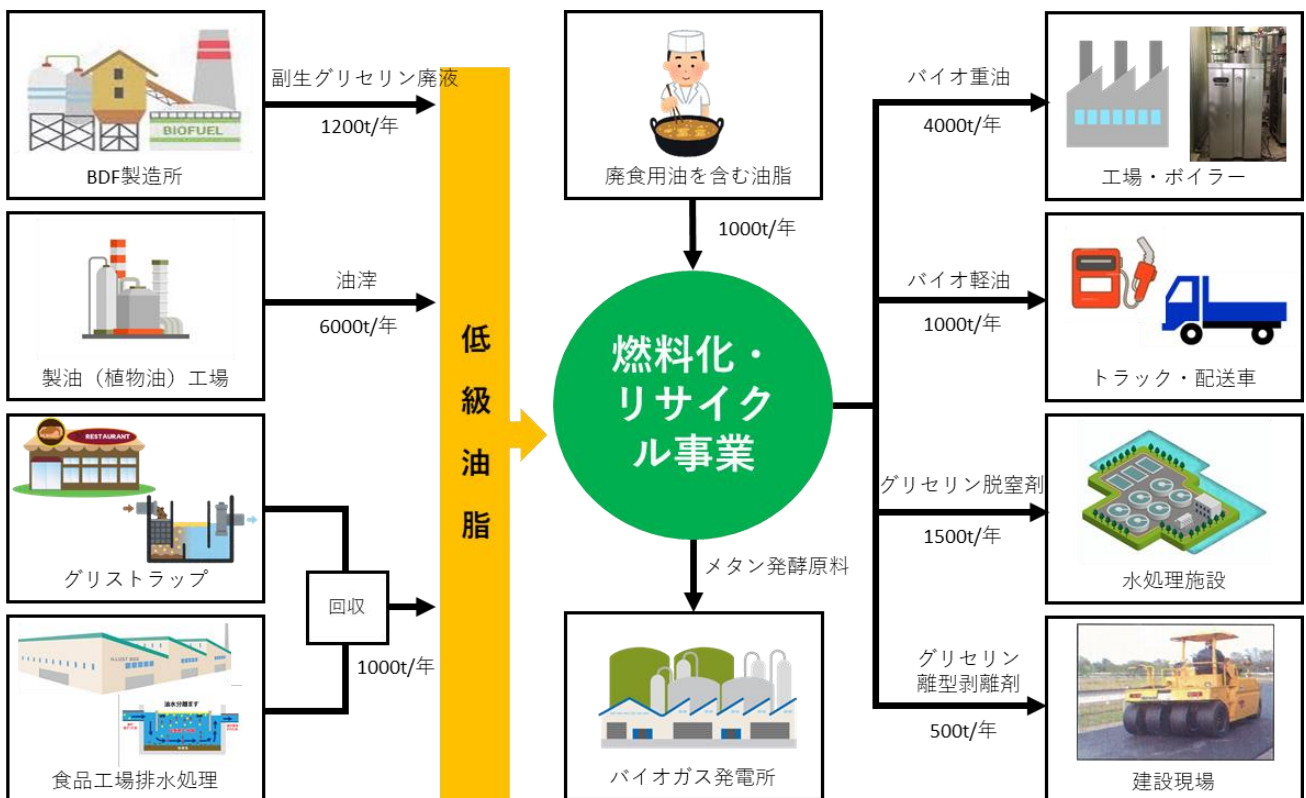 BIOFUEL
BDF製造所
副生グリセリン廃液
1200t/年
製油（植物油）工場
油滓
6000t/年
RESTAURANT
グリストラップ
回収
1000t/年
油水分離ます
食品工場排水処理
低級油脂
廃食用油を含む油脂
1000t/年
燃料化・
リサイク
ル事業
メタン発酵原料
バイオガス発電所
バイオ重油
4000t/年
工場・ボイラー
バイオ軽油
1000t/年
トラック・配送車
グリセリン脱窒剤
1500t/年
水処理施設
グリセリン
離型剥離剤
500t/年
建設現場